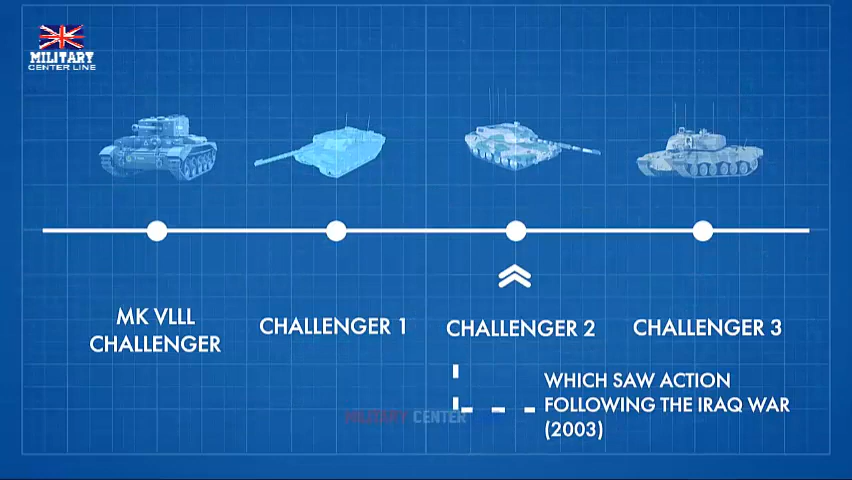 MILITARY
CENTER LINE
MK VLLL
CHALLENGER
CHALLENGER 1
CHALLENGER 2
CHALLENGER 3
WHICH SAW ACTION
FOLLOWING THE IRAQ WAR
(2003)
MILITARY CENTER